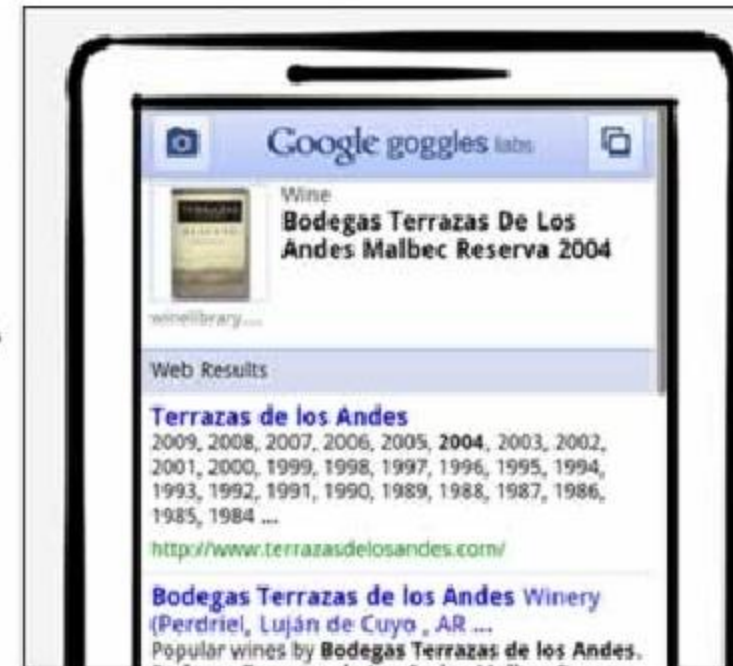 Google goggles labs
Wine
Bodegas Terrazas De Los
Andes Malbec Reserva 2004
TERRAZAS
RESERVA
winelibrary....
Web Results
Terrazas de los Andes
2009, 2008, 2007, 2006, 2005, 2004, 2003, 2002,
2001, 2000, 1999, 1998, 1997, 1996, 1995, 1994,
1993, 1992, 1991, 1990, 1989, 1988, 1987, 1986,
1985, 1984 ...
http://www.terrazasdelosandes.com/
Bodegas Terrazas de los Andes Winery
(Perdriel, Luján de Cuyo , AR ...
Popular wines by Bodegas Terrazas de los Andes.